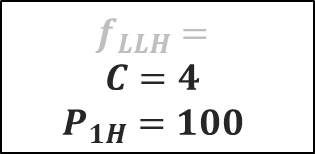 f_LLH =
C = 4
P_1H = 100